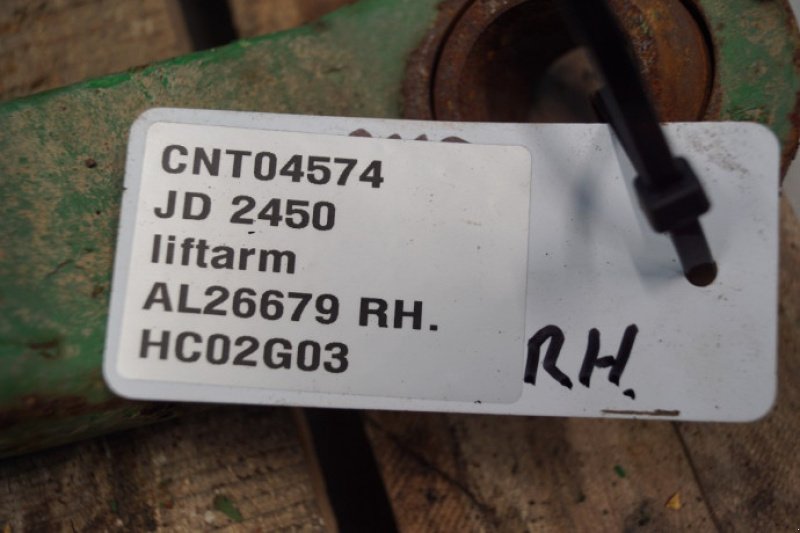 CNT04574
JD 2450
liftarm
AL26679 RH.
HC02G03
RH.